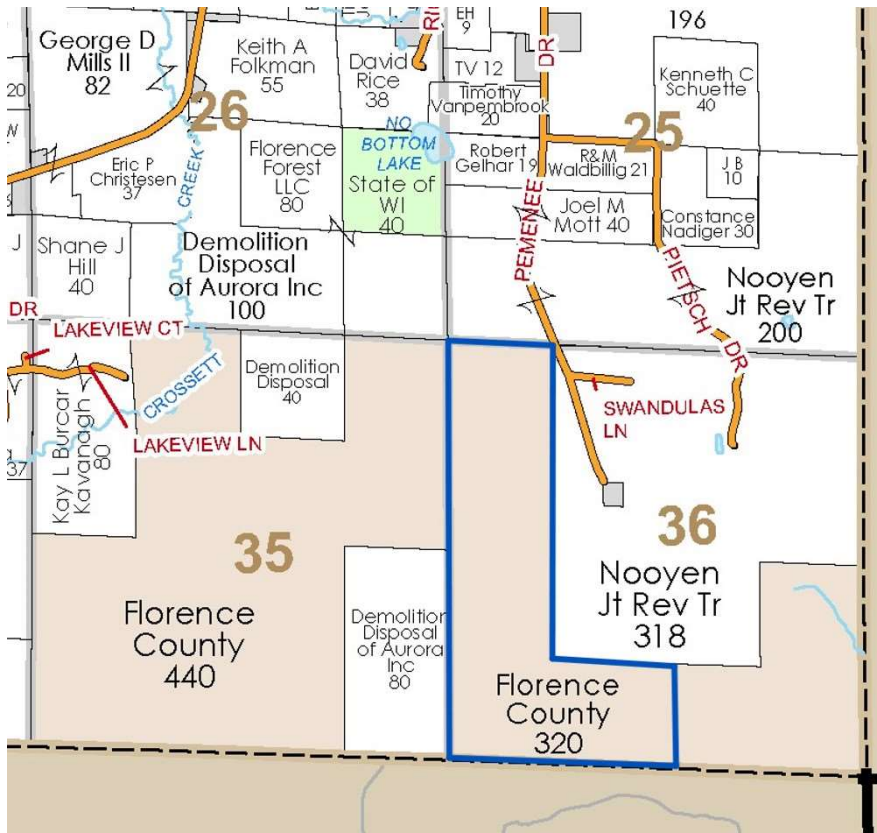 EH
9
RI
DR
196
George D
Mills II
82
Keith A
Folkman
55
David
Rice
38
TV 12
Timothy
Vanpembrook
20
Kenneth C
Schuette
40
20
W
26
25
NO
BOTTOM
LAKE
Eric P
Christesen
37
CREEK
Florence
Forest
LLC
80
State of
WI
40
Robert
Gelhar 19
R&M
Waldbillig 21
J B
10
Joel M
Mott 40
Constance
Nadiger 30
PEMENEE
PIETSCH
DR
J
Shane J
Hill
40
Demolition
Disposal
of Aurora Inc
100
Nooyen
Jt Rev Tr
200
DR
LAKEVIEW CT
CROSSETT
Demolition
Disposal
40
SWANDULAS
LN
LAKEVIEW LN
Kay L Burcar
Kavanagh
80
37
35
36
Florence
County
440
Demolition
Disposal
of Aurora
Inc
80
Nooyen
Jt Rev Tr
318
Florence
County
320